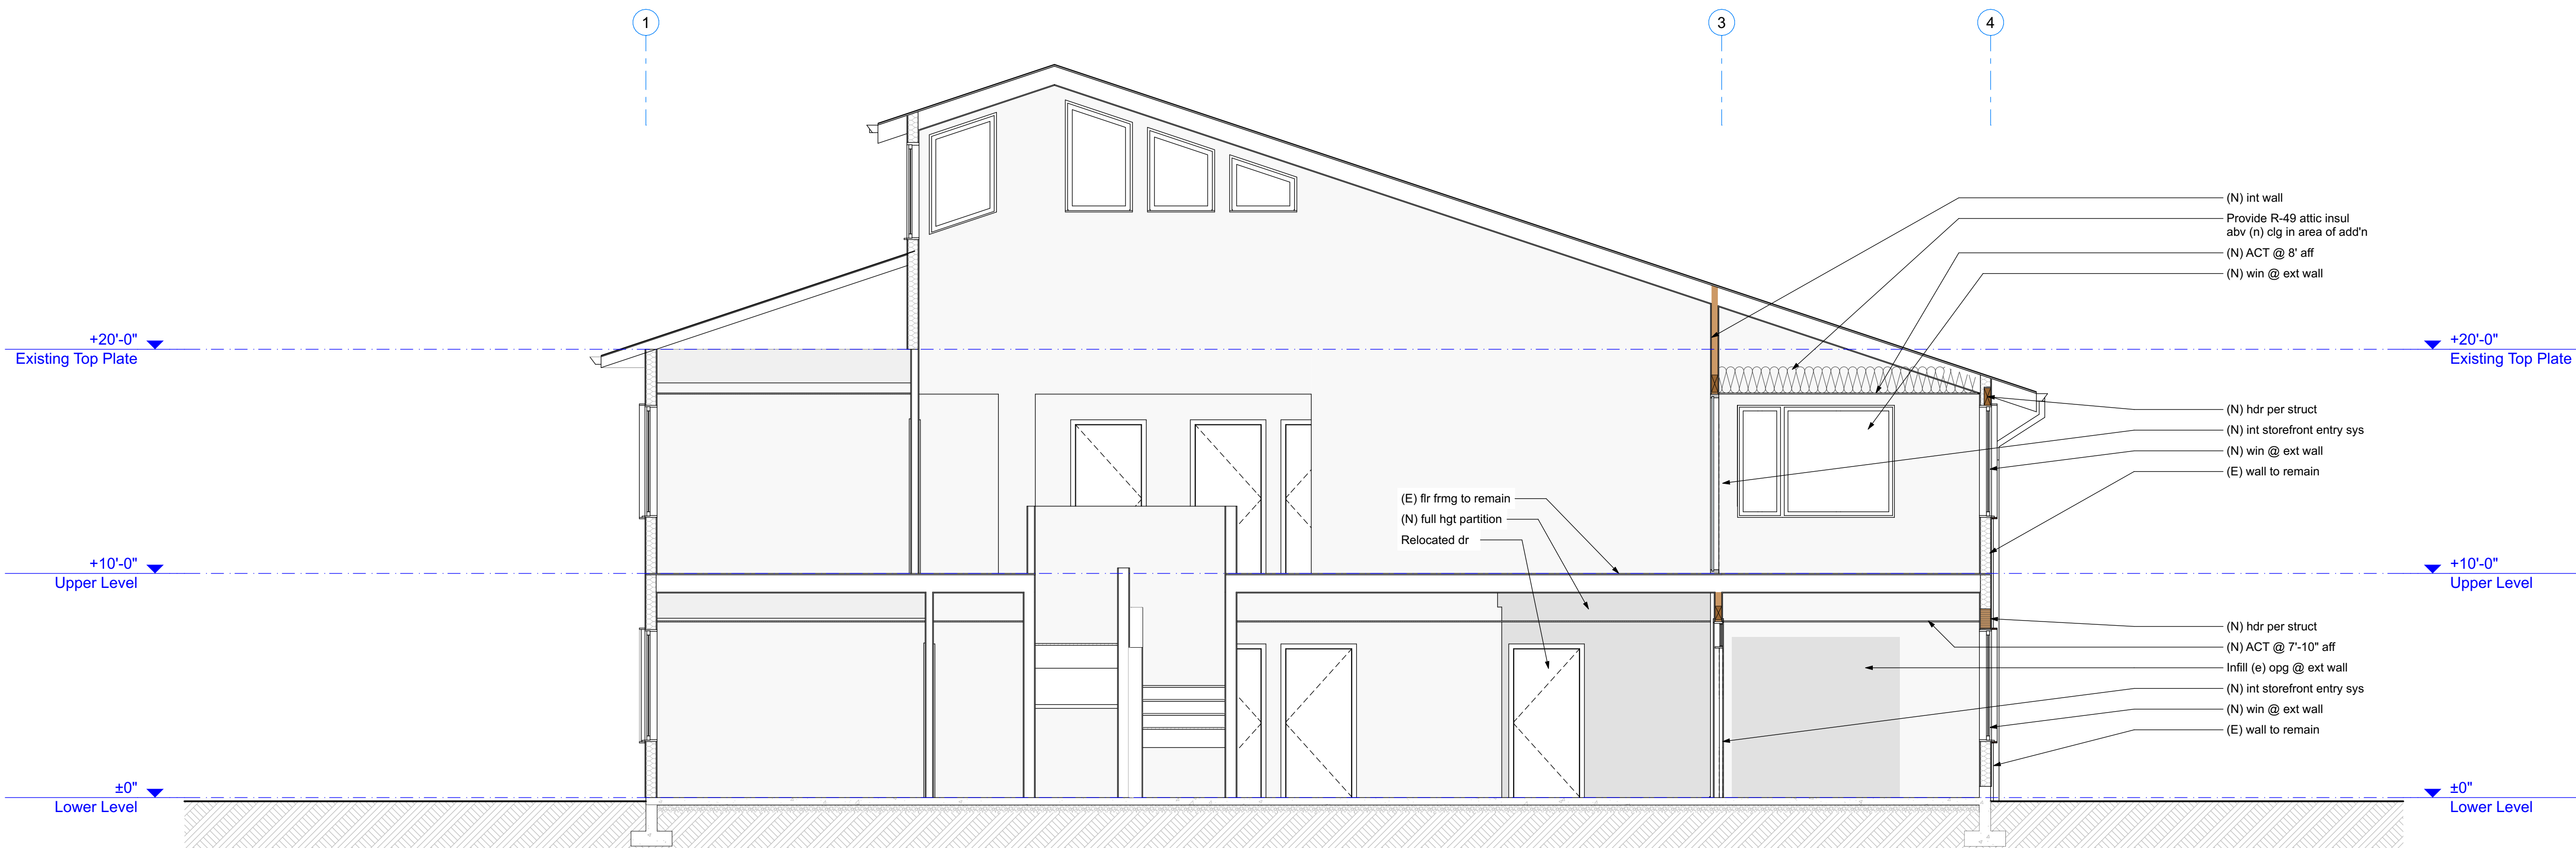 1
3
4
(N) int wall
Provide R-49 attic insul
abv (n) clg in area of add'n
(N) ACT @ 8' aff
(N) win @ ext wall
+20'-0"
Existing Top Plate
+20'-0"
Existing Top Plate
(N) hdr per struct
(N) int storefront entry sys
(N) win @ ext wall
(E) wall to remain
(E) flr frmg to remain
(N) full hgt partition
Relocated dr
+10'-0"
Upper Level
+10'-0"
Upper Level
(N) hdr per struct
(N) ACT @ 7'-10" aff
Infill (e) opg @ ext wall
(N) int storefront entry sys
(N) win @ ext wall
(E) wall to remain
±0"
Lower Level
±0"
Lower Level